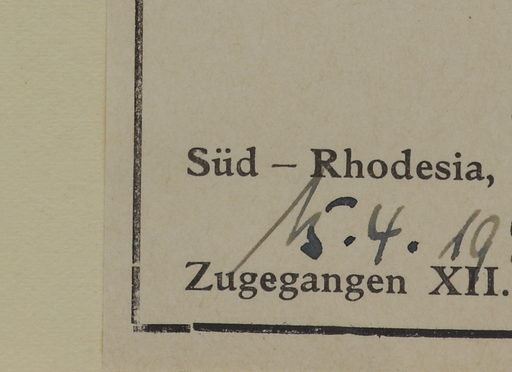 Süd – Rhodesia,
15.4.19
Zugegangen XII.